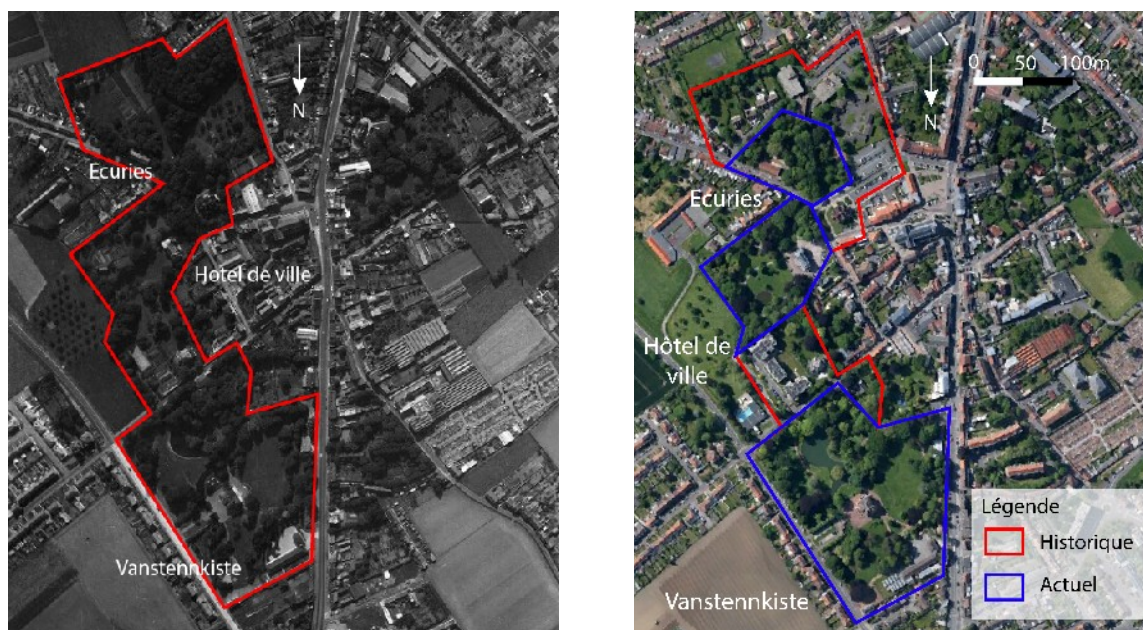 N
Ecuries
Hotel de ville
Vanstennkiste
0 50 100m
N
Ecuries
Hôtel de
ville
Vanstennkiste
Légende
Historique
Actuel